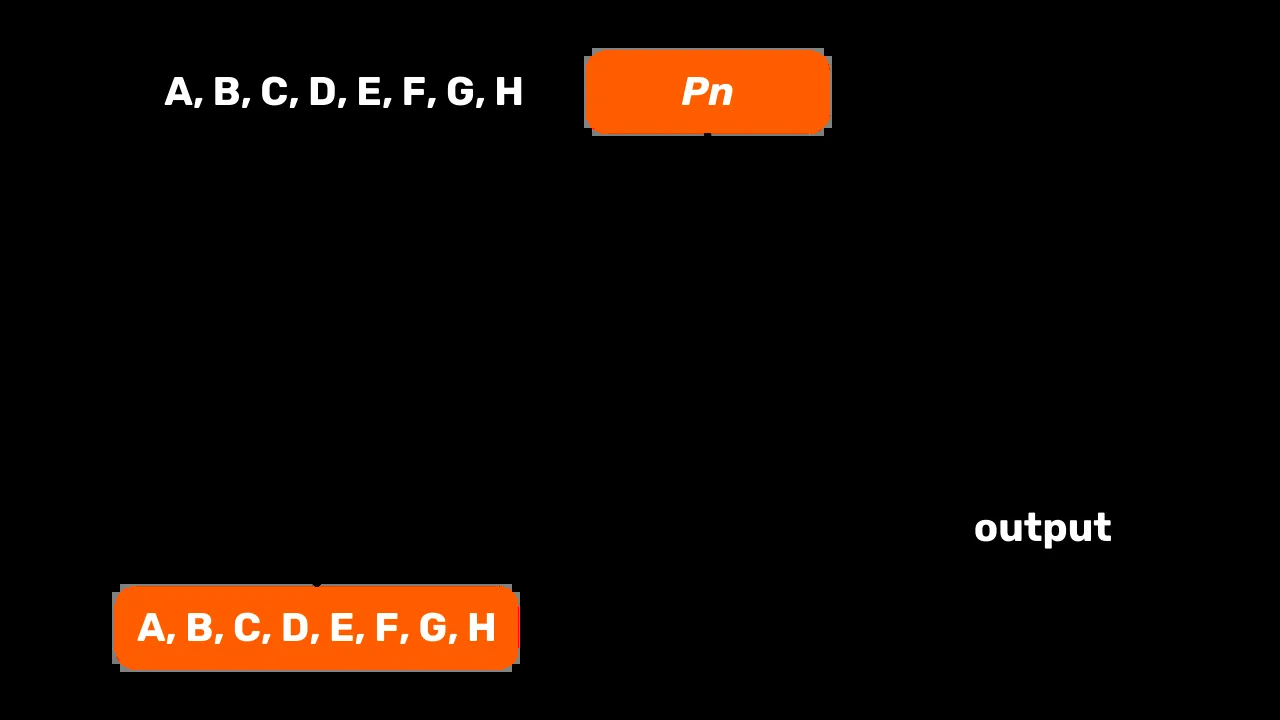 A, B, C, D, E, F, G, H
Pn
output
A, B, C, D, E, F, G, H